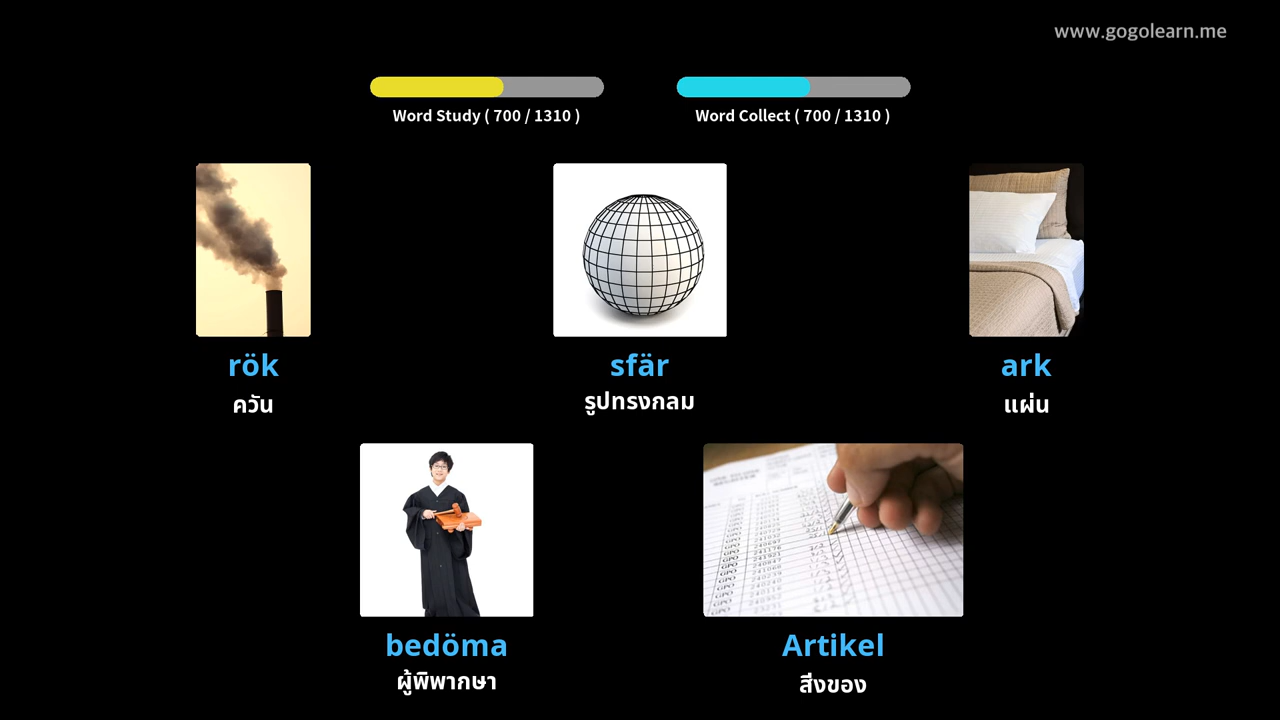 www.gogolearn.me
Word Study ( 700 / 1310 )
Word Collect ( 700 / 1310 )
rök
sfär
ark
ควัน
รูปทรงกลม
แผ่น
bedöma
Artikel
ผู้พิพากษา
สิ่งของ